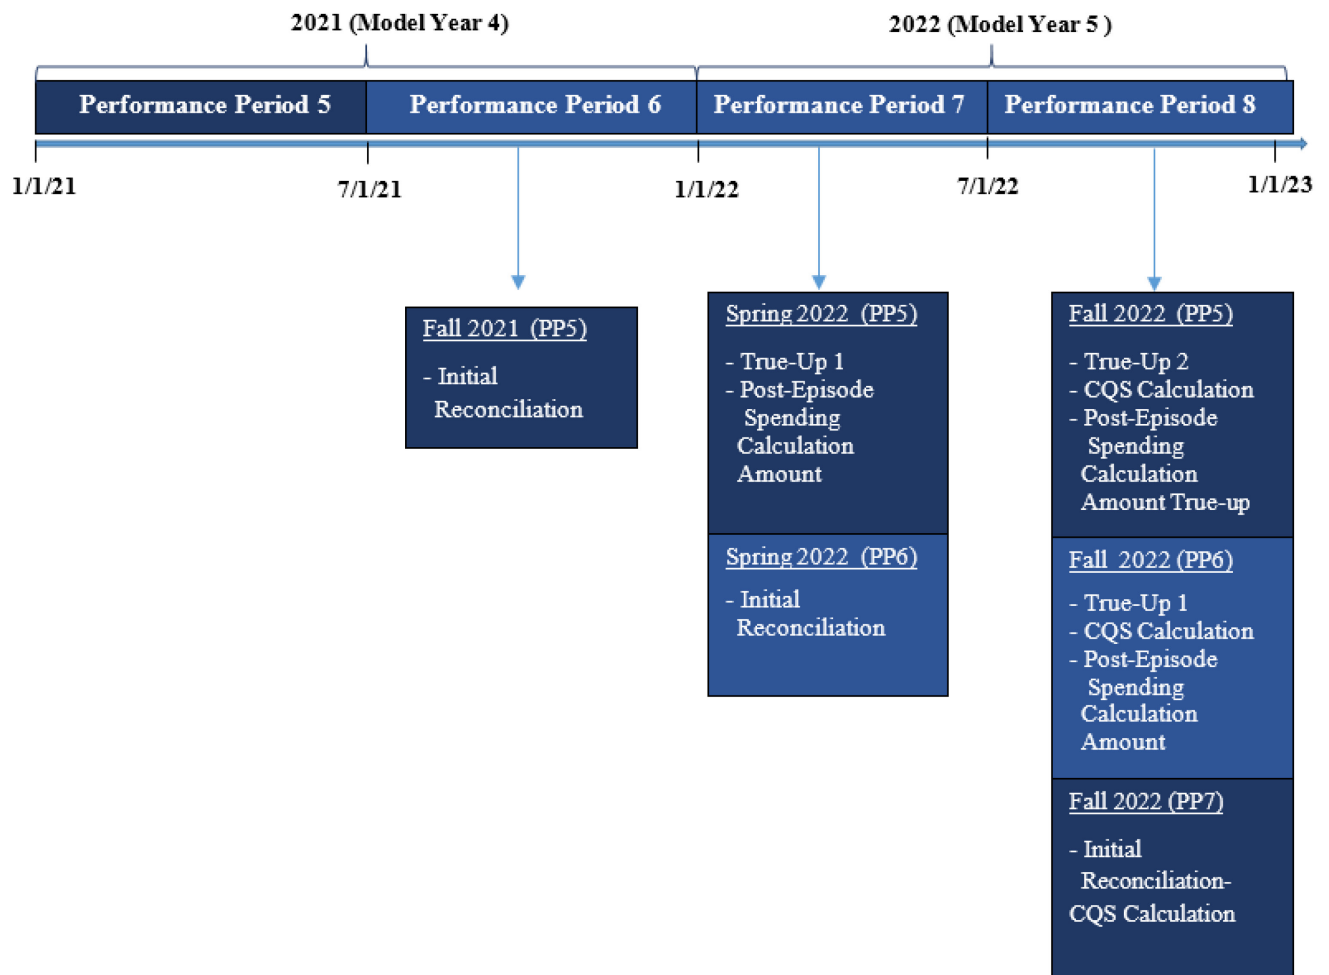 2021 (Model Year 4)
2022 (Model Year 5 )
Performance Period 5
Performance Period 6
Performance Period 7
Performance Period 8
1/1/21
7/1/21
1/1/22
7/1/22
1/1/23
Fall 2021 (PP5)
- Initial
Reconciliation
Spring 2022 (PP5)
- True-Up 1
- Post-Episode
Spending
Calculation
Amount
Spring 2022 (PP6)
- Initial
Reconciliation
Fall 2022 (PP5)
- True-Up 2
- CQS Calculation
- Post-Episode
Spending
Calculation
Amount True-up
Fall 2022 (PP6)
- True-Up 1
- CQS Calculation
- Post-Episode
Spending
Calculation
Amount
Fall 2022 (PP7)
- Initial
Reconciliation-
CQS Calculation